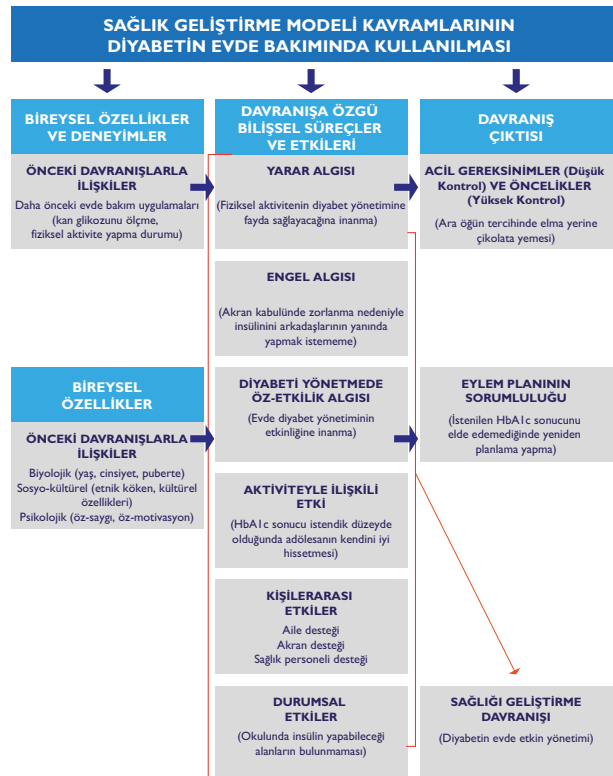 SAĞLIK GELİŞTİRME MODELİ KAVRAMLARININ
DİYABETİN EVDE BAKIMINDA KULLANILMASI
BİREYSEL ÖZELLİKLER
VE DENEYİMLER
ÖNCEKİ DAVRANIŞLARLA
İLİŞKİLER
Daha önceki evde bakım uygulamaları
(kan glikozunu ölçme,
fiziksel aktivite yapma durumu)
BİREYSEL
ÖZELLİKLER
ÖNCEKİ DAVRANIŞLARLA
İLİŞKİLER
Biyolojik (yaş, cinsiyet, puberte)
Sosyo-kültürel (etnik köken, kültürel
özellikleri)
Psikolojik (öz-saygı, öz-motivasyon)
DAVRANIŞA ÖZGÜ
BİLİŞSEL SÜREÇLER
VE ETKİLERİ
YARAR ALGISI
(Fiziksel aktivitenin diyabet yönetimine
fayda sağlayacağına inanma)
ENGEL ALGISI
(Akran kabulünde zorlanma nedeniyle
insülinini arkadaşlarının yanında
yapmak istememe)
DİYABETİ YÖNETMEDE
ÖZ-ETKİLİK ALGISI
(Evde diyabet yönetiminin
etkinliğine inanma)
AKTİVİTEYLE İLİŞKİLİ
ETKİ
(HbA1c sonucu istendik düzeyde
olduğunda adölesanın kendini iyi
hissetmesi)
KİŞİLERARASI
ETKİLER
Aile desteği
Akran desteği
Sağlık personeli desteği
DURUMSAL
ETKİLER
(Okulunda insülin yapabileceği
alanların bulunmaması)
DAVRANIŞ
ÇIKTISI
ACİL GEREKSİNİMLER (Düşük
Kontrol) VE ÖNCELİKLER
(Yüksek Kontrol)
(Ara öğün tercihinde elma yerine
çikolata yemesi)
EYLEM PLANININ
SORUMLULUĞU
(İstenilen HbA1c sonucunu
elde edemediğinde yeniden
planlama yapma)
SAĞLIĞI GELİŞTİRME
DAVRANIŞI
(Diyabetin evde etkin yönetimi)